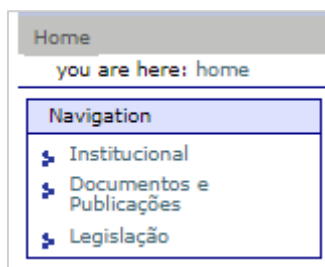 Home
you are here: home
Navigation
Institucional
Documentos e
Publicações
Legislação